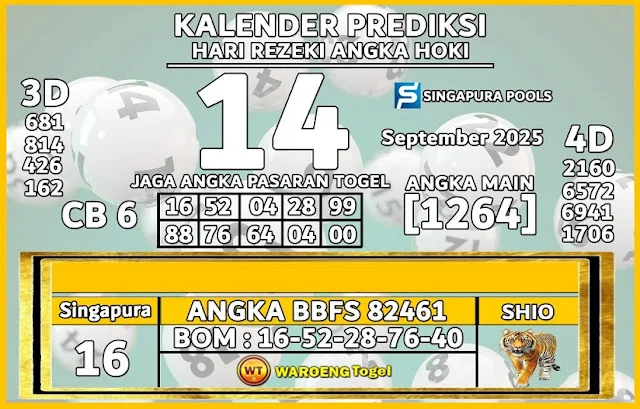 KALENDER PREDIKSI
HARI REZEKI ANGKA HOKI
14
3D
681
814
426
162
CB 6
SINGAPURA POOLS
September 2025
4D
2160
6572
6941
1706
JAGA ANGKA PASARAN TOGEL
16 52 04 28 99
88 76 64 04 00
ANGKA MAIN
[1264]
Singapura
16
ANGKA BBFS 82461
BOM : 16-52-28-76-40
WT WAROENG Togel
SHIO